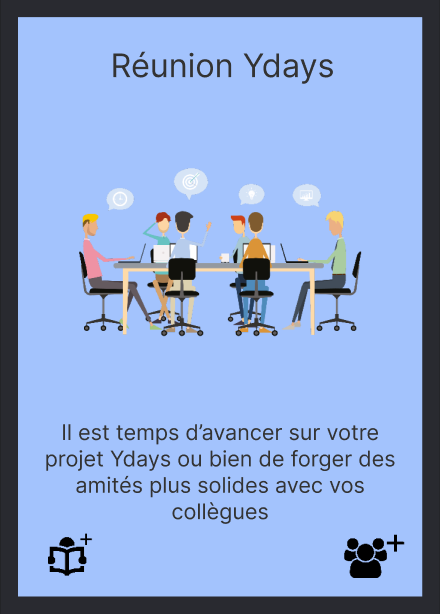 Réunion Ydays
Il est temps d’avancer sur votre
projet Ydays ou bien de forger des
amités plus solides avec vos
collègues